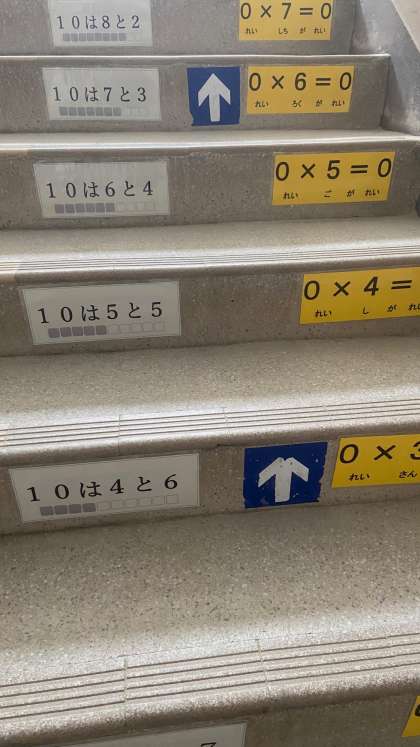 10は8と2
0×7=0
れい しち が れい
10は7と3
0×6=0
れい ろく が れい
10は6と4
0×5=0
れい ご が れい
10は5と5
0×4=
れい し が れい
10は4と6
0×3
れい さん
7